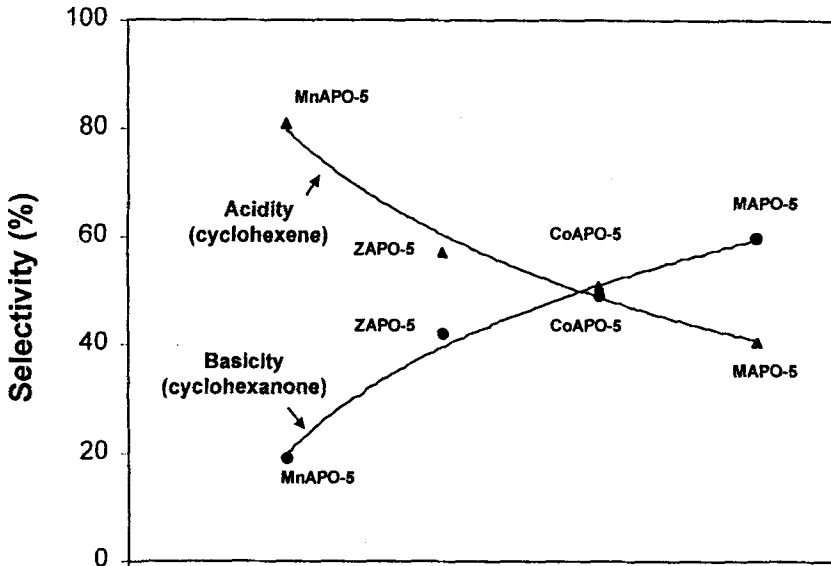 100
80
60
40
20
0
Selectivity (%)
MnAPO-5
Acidity
(cyclohexene)
ZAPO-5
CoAPO-5
MAPO-5
ZAPO-5
CoAPO-5
MAPO-5
Basicity
(cyclohexanone)
MnAPO-5